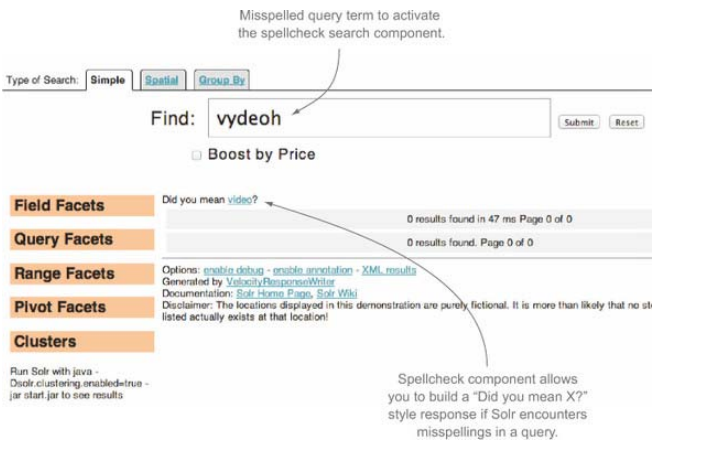 Misspelled query term to activate
the spellcheck search component.
Type of Search: Simple Spatial Group By
Find: vydeoh Submit Reset
Boost by Price
Field Facets
Query Facets
Range Facets
Pivot Facets
Clusters
Run Solr with java -
Dsolr.clustering.enabled=true -
jar start.jar to see results
Did you mean video?
0 results found in 47 ms Page 0 of 0
0 results found. Page 0 of 0
Options: enable debug - enable annotation - XML results
Generated by VelocityResponseWriter
Documentation: Solr Home Page, Solr Wiki
Disclaimer: The locations displayed in this demonstration are purely fictional. It is more than likely that no sto
listed actually exists at that location!
Spellcheck component allows
you to build a “Did you mean X?”
style response if Solr encounters
misspellings in a query.